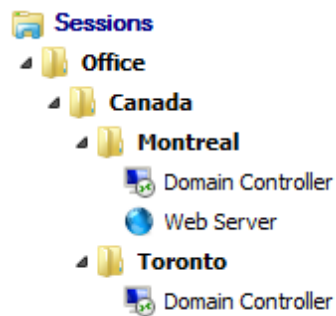 Sessions
Office
Canada
Montreal
Domain Controller
Web Server
Toronto
Domain Controller